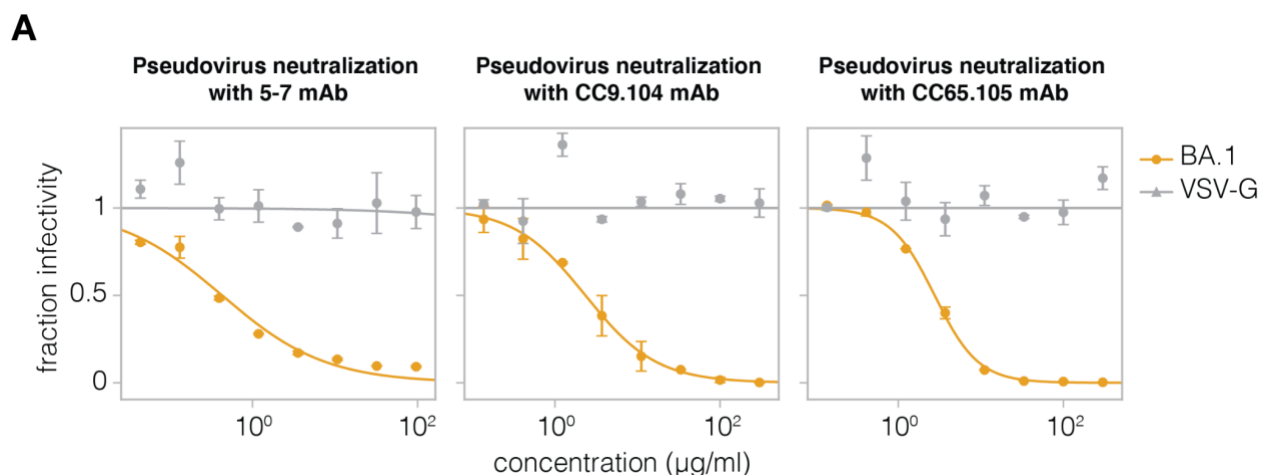 A
Pseudovirus neutralization
with 5-7 mAb
Pseudovirus neutralization
with CC9.104 mAb
Pseudovirus neutralization
with CC65.105 mAb
BA.1
VSV-G
fraction infectivity
1
0.5
0
10⁰
10²
10⁰
10²
10⁰
10²
concentration (µg/ml)